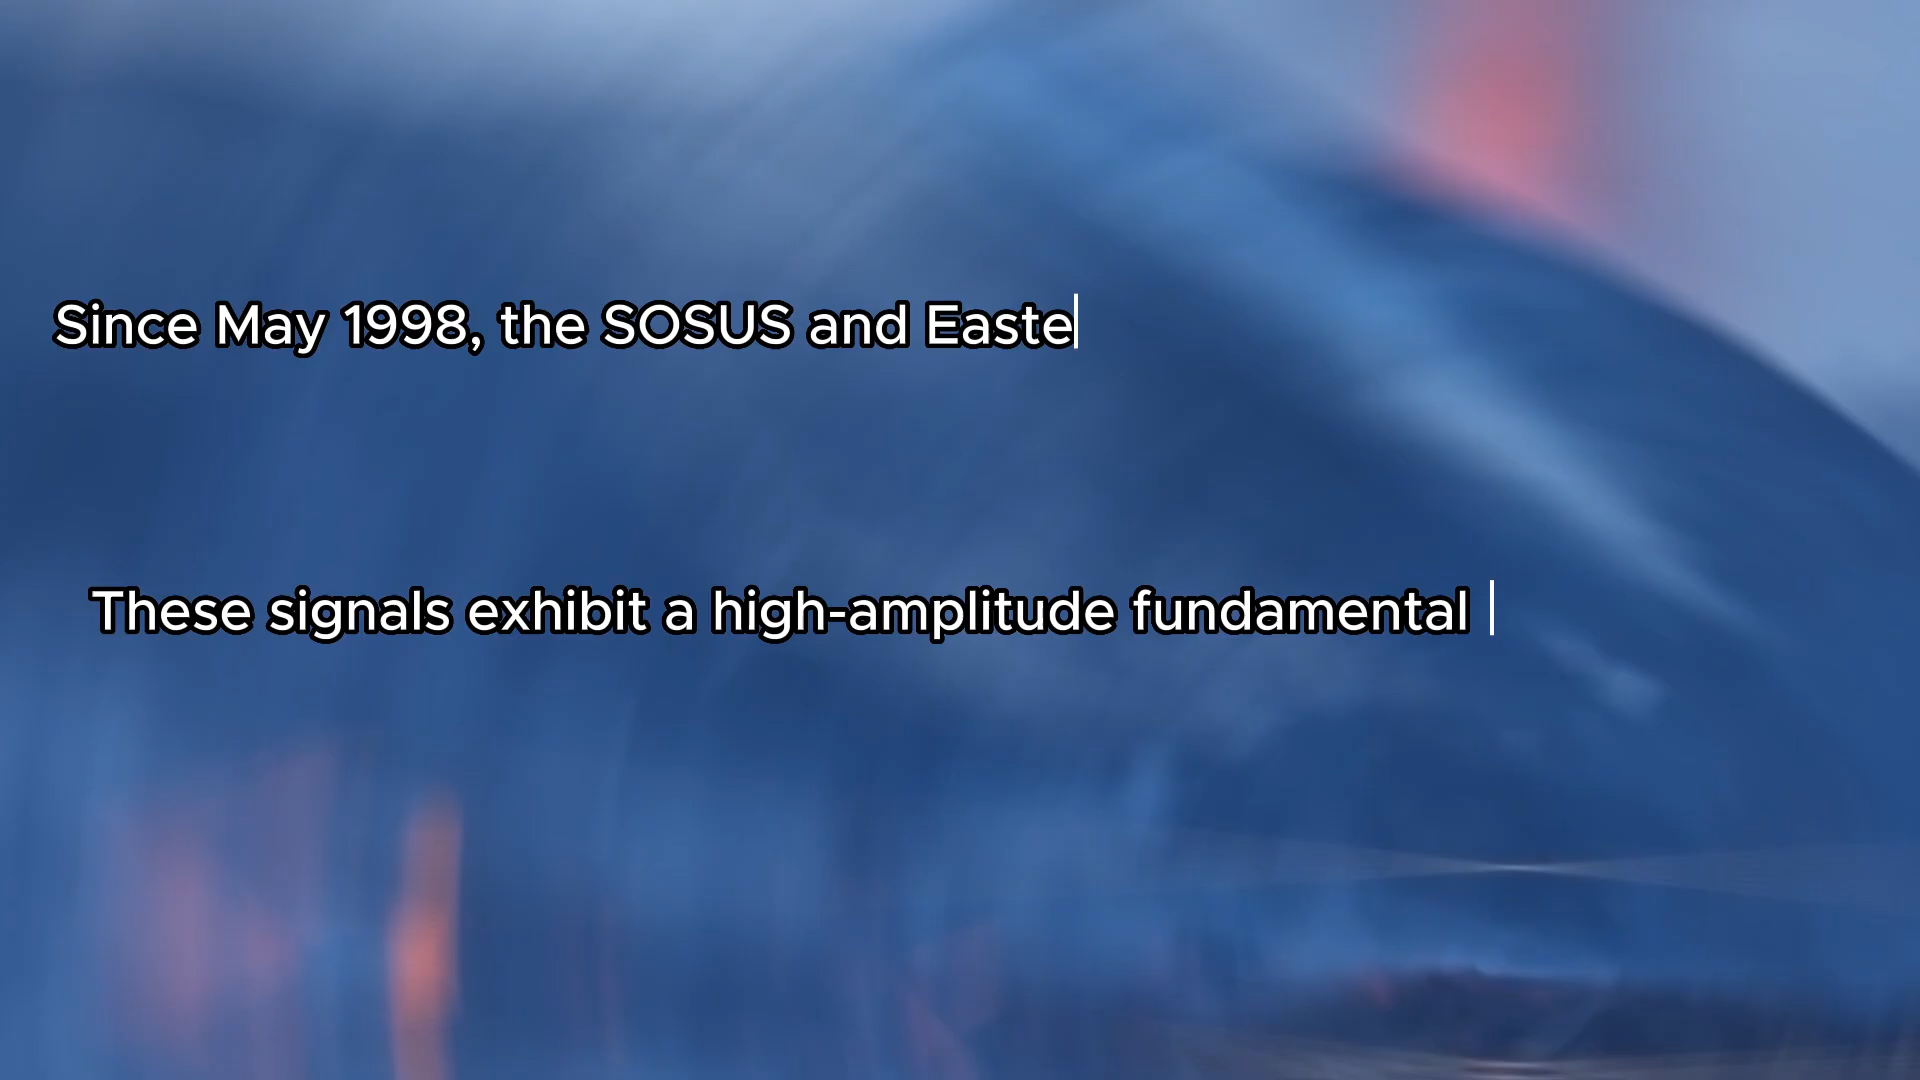 Since May 1998, the SOSUS and Easte
These signals exhibit a high-amplitude fundamental